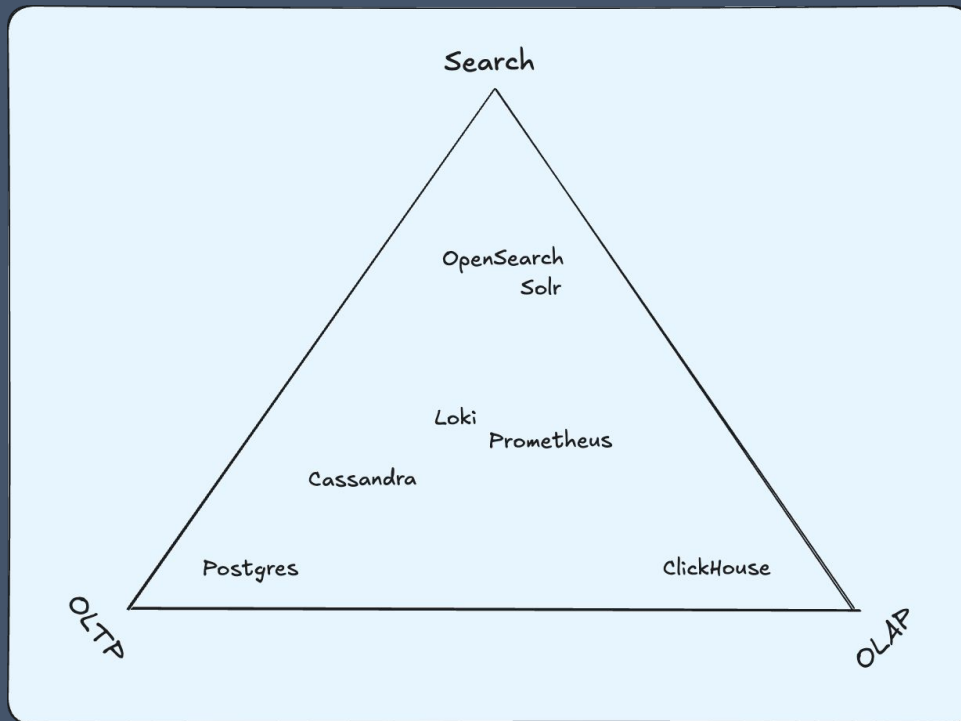 Search
OpenSearch
Solr
Loki
Prometheus
Cassandra
Postgres
ClickHouse
OLTP
OLAP